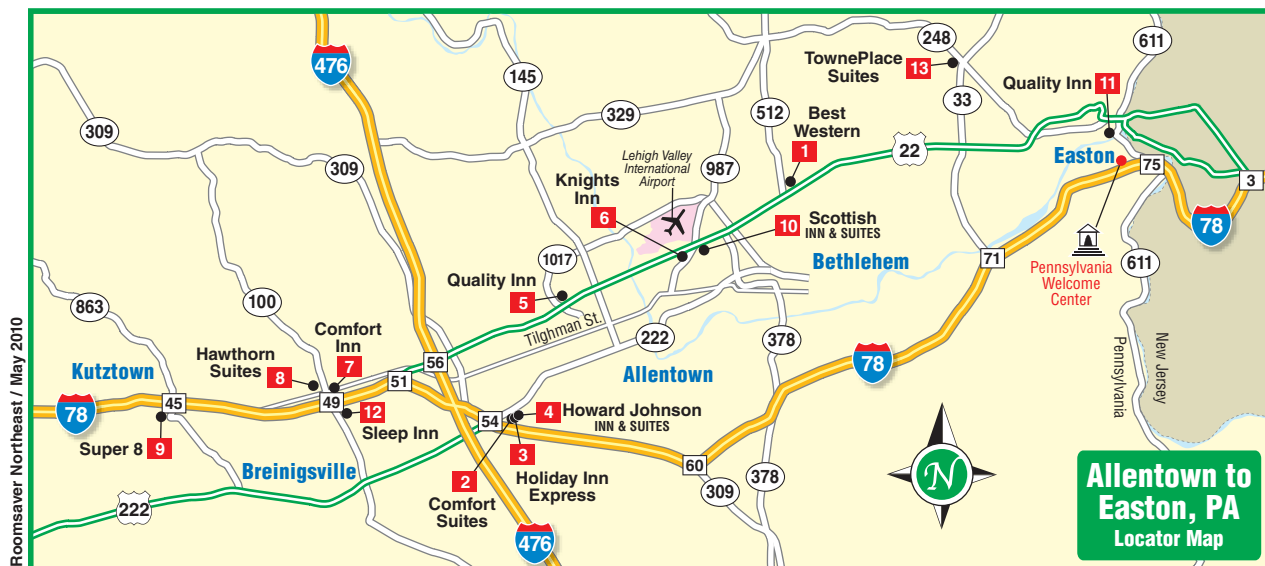 476
145
309
329
309
Lehigh Valley
International
Airport
987
512
248
TownePlace
Suites
13
33
611
Quality Inn
11
Best
Western
1
22
Easton
75
3
78
Knights
Inn
6
10
Scottish
INN & SUITES
Bethlehem
71
Pennsylvania
Welcome
Center
611
1017
Quality Inn
5
Tilghman St.
222
378
78
Allentown
Pennsylvania
New Jersey
863
100
Kutztown
Comfort
Inn
7
Hawthorn
Suites
8
56
51
49
45
78
Super 8
9
12
Sleep Inn
Breinigsville
222
54
4
Howard Johnson
INN & SUITES
3
Holiday Inn
Express
2
Comfort
Suites
476
60
309
378
N
Allentown to
Easton, PA
Locator Map
Roomsaver Northeast / May 2010